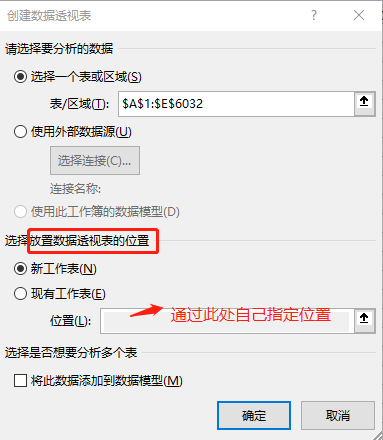 创建数据透视表
请选择要分析的数据
选择一个表或区域(S)
表/区域(T): $A$1:$E$6032
使用外部数据源(U)
选择连接(C)...
连接名称:
使用此工作簿的数据模型(D)
选择放置数据透视表的位置
新工作表(N)
现有工作表(E)
位置(L): 通过此处自己指定位置
选择是否想要分析多个表
将此数据添加到数据模型(M)
确定 取消